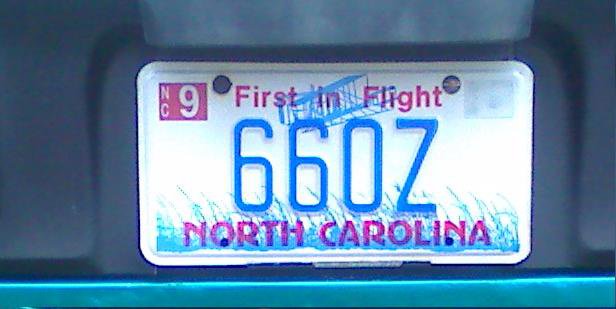 NC 9
First in Flight
660Z
NORTH CAROLINA